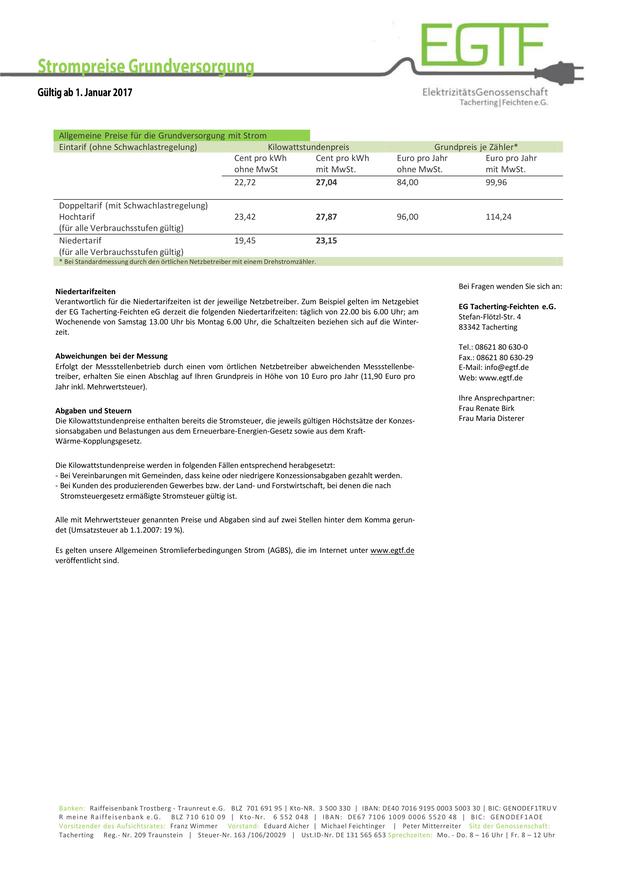 EGTF
Strompreise Grundversorgung
Gültig ab 1. Januar 2017
ElektrizitätsGenossenschaft
Tacherting|Feichten e.G.
Allgemeine Preise für die Grundversorgung mit Strom
Eintarif (ohne Schwachlastregelung) Kilowattstundenpreis Grundpreis je Zähler*
Cent pro kWh Cent pro kWh Euro pro Jahr Euro pro Jahr
ohne MwSt mit MwSt. ohne MwSt. mit MwSt.
22,72 27,04 84,00 99,96
Doppeltarif (mit Schwachlastregelung)
Hochtarif 23,42 27,87 96,00 114,24
(für alle Verbrauchsstufen gültig)
Niedertarif 19,45 23,15
(für alle Verbrauchsstufen gültig)
* Bei Standardmessung durch den örtlichen Netzbetreiber mit einem Drehstromzähler.
Niedertarifzeiten
Verantwortlich für die Niedertarifzeiten ist der jeweilige Netzbetreiber. Zum Beispiel gelten im Netzgebiet
der EG Tacherting-Feichten eG derzeit die folgenden Niedertarifzeiten: täglich von 22.00 bis 6.00 Uhr; am
Wochenende von Samstag 13.00 Uhr bis Montag 6.00 Uhr, die Schaltzeiten beziehen sich auf die Winter-
zeit.
Abweichungen bei der Messung
Erfolgt der Messstellenbetrieb durch einen vom örtlichen Netzbetreiber abweichenden Messstellenbe-
treiber, erhalten Sie einen Abschlag auf Ihren Grundpreis in Höhe von 10 Euro pro Jahr (11,90 Euro pro
Jahr inkl. Mehrwertsteuer).
Abgaben und Steuern
Die Kilowattstundenpreise enthalten bereits die Stromsteuer, die jeweils gültigen Höchstsätze der Konzes-
sionsabgaben und Belastungen aus dem Erneuerbare-Energien-Gesetz sowie aus dem Kraft-
Wärme-Kopplungsgesetz.
Die Kilowattstundenpreise werden in folgenden Fällen entsprechend herabgesetzt:
- Bei Vereinbarungen mit Gemeinden, dass keine oder niedrigere Konzessionsabgaben gezahlt werden.
- Bei Kunden des produzierenden Gewerbes bzw. der Land- und Forstwirtschaft, bei denen die nach
Stromsteuergesetz ermäßigte Stromsteuer gültig ist.
Alle mit Mehrwertsteuer genannten Preise und Abgaben sind auf zwei Stellen hinter dem Komma gerun-
det (Umsatzsteuer ab 1.1.2007: 19 %).
Es gelten unsere Allgemeinen Stromlieferbedingungen Strom (AGBS), die im Internet unter www.egtf.de
veröffentlicht sind.
Bei Fragen wenden Sie sich an:
EG Tacherting-Feichten e.G.
Stefan-Flötzl-Str. 4
83342 Tacherting
Tel.: 08621 80 630-0
Fax.: 08621 80 630-29
E-Mail: info@egtf.de
Web: www.egtf.de
Ihre Ansprechpartner:
Frau Renate Birk
Frau Maria Disterer
Banken: Raiffeisenbank Trostberg - Traunreut e.G. BLZ 701 691 95 | Kto-NR. 3 500 330 | IBAN: DE40 7016 9195 0003 5003 30 | BIC: GENODEF1TRU V
R meine Raiffeisenbank e.G. BLZ 710 610 09 | Kto-Nr. 6 552 048 | IBAN: DE67 7106 1009 0006 5520 48 | BIC: GENODEF1AOE
Vorsitzender des Aufsichtsrates: Franz Wimmer Vorstand: Eduard Aicher | Michael Feichtinger | Peter Mitterreiter Sitz der Genossenschaft:
Tacherting Reg.- Nr. 209 Traunstein | Steuer-Nr. 163 /106/20029 | Ust.ID-Nr. DE 131 565 653 Sprechzeiten: Mo. - Do. 8 – 16 Uhr | Fr. 8 – 12 Uhr